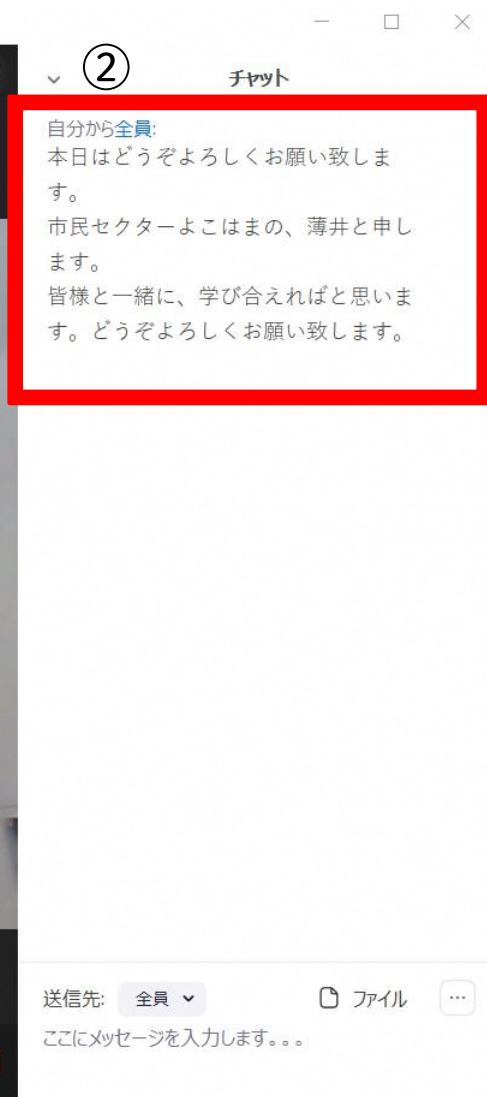 ②
チャット
自分から全員:
本日はどうぞよろしくお願い致しま
す。
市民セクターよこはまの、薄井と申し
ます。
皆様と一緒に、学び合えればと思いま
す。どうぞよろしくお願い致します。
送信先: 全員 ファイル ...
ここにメッセージを入力します。。。